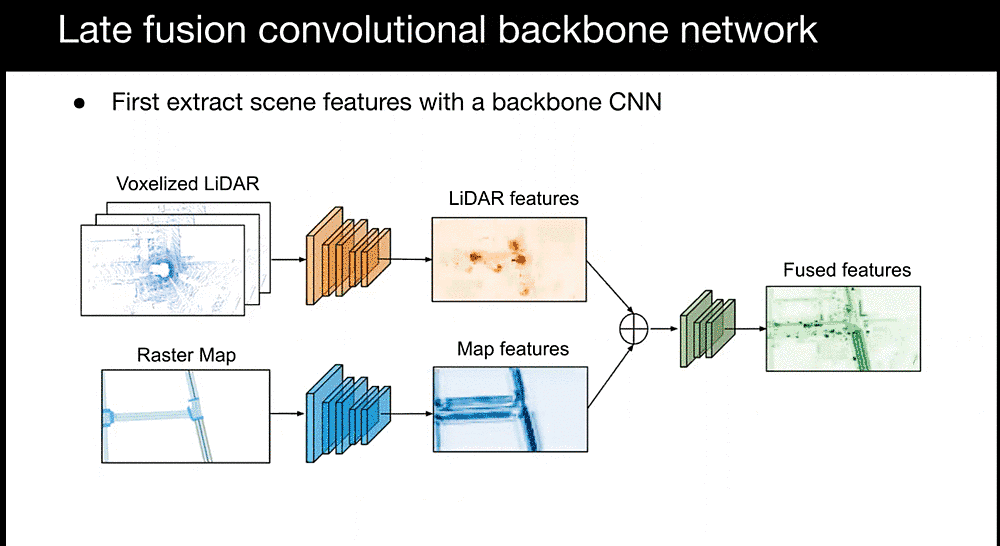 Late fusion convolutional backbone network
● First extract scene features with a backbone CNN
Voxelized LiDAR
LiDAR features
Fused features
Raster Map
Map features